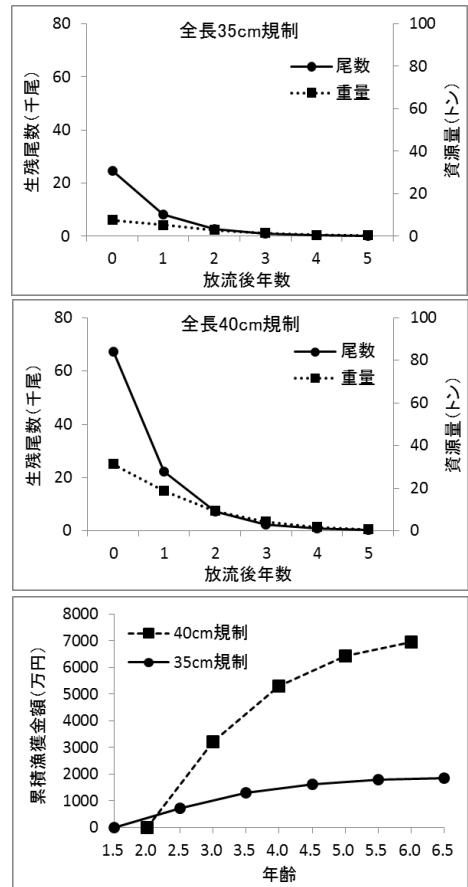 全長35cm規制
尾数
重量
生残尾数(千尾)
資源量(トン)
80
60
40
20
0
100
80
60
40
20
0
0 1 2 3 4 5
放流後年数
全長40cm規制
尾数
重量
生残尾数(千尾)
資源量(トン)
80
60
40
20
0
100
80
60
40
20
0
0 1 2 3 4 5
放流後年数
40cm規制
35cm規制
累積漁獲金額(万円)
8000
7000
6000
5000
4000
3000
2000
1000
0
1.5 2.0 2.5 3.0 3.5 4.0 4.5 5.0 5.5 6.0 6.5
年齢